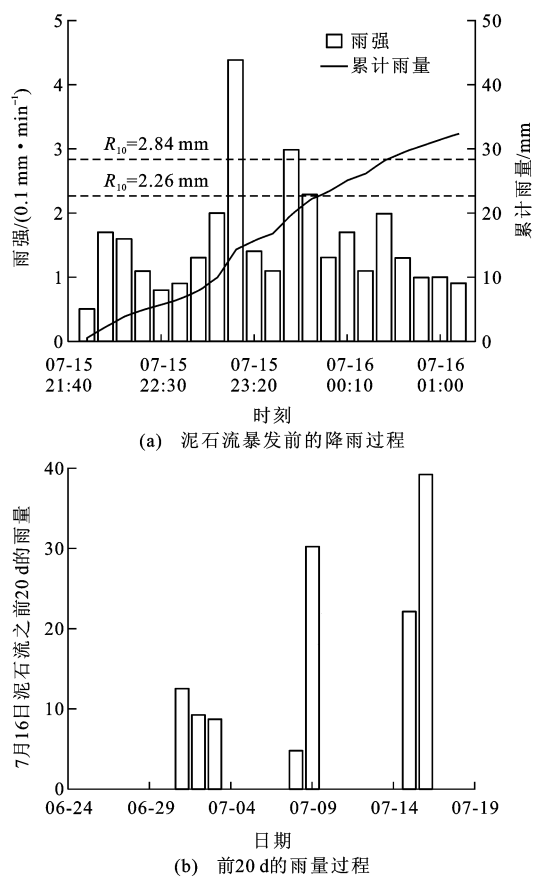 雨强/(0.1 mm•min⁻¹)
5
4
3
2
1
0
雨强
累计雨量
R₁₀=2.84 mm
R₁₀=2.26 mm
50
40
30
20
10
0
累计雨量/mm
07-15 07-15 07-15 07-16 07-16
21:40 22:30 23:20 00:10 01:00
时刻
(a) 泥石流暴发前的降雨过程
7月16日泥石流之前20 d的雨量
40
30
20
10
0
06-24 06-29 07-04 07-09 07-14 07-19
日期
(b) 前20 d的雨量过程